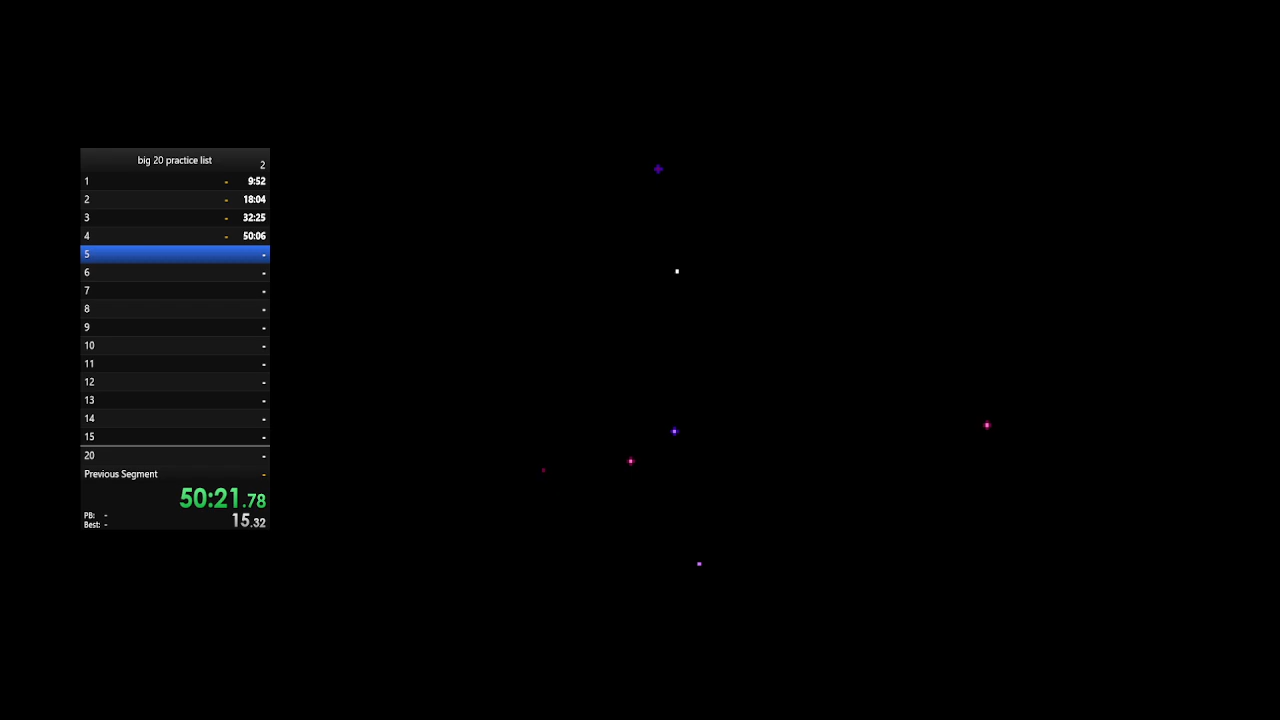 big 20 practice list 2
1 - 9:52
2 - 18:04
3 - 32:25
4 - 50:06
5 -
6 -
7 -
8 -
9 -
10 -
11 -
12 -
13 -
14 -
15 -
20 -
Previous Segment -
50:21.78
PB: -
Best: -
15.32